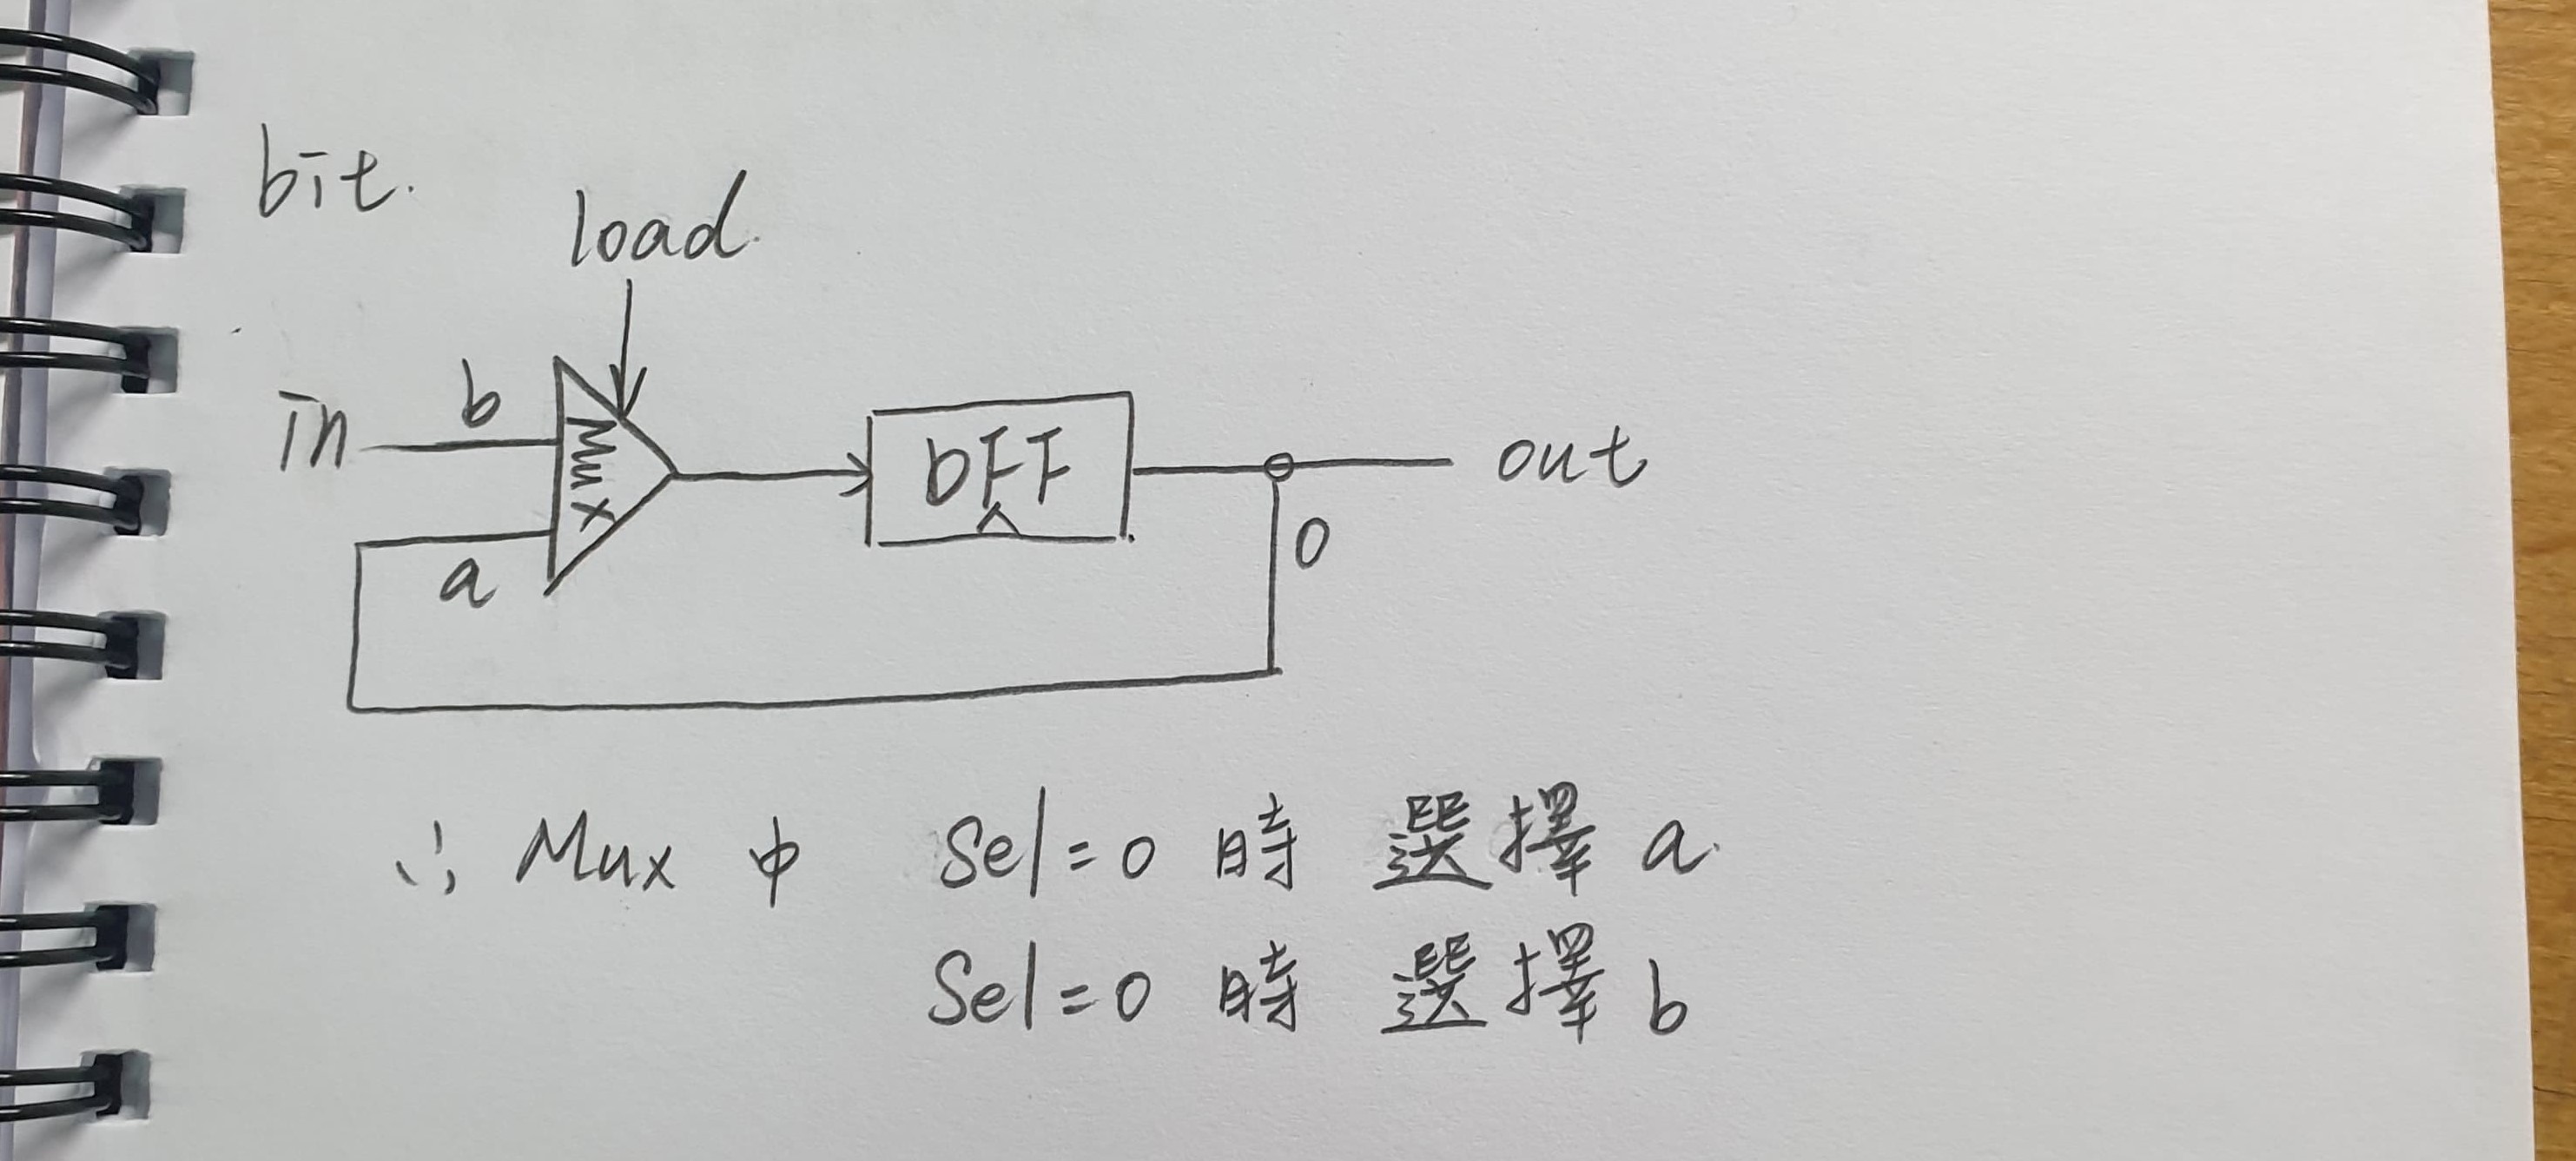 bit.
load.
in
b
Mux
DFF
out
a
0
∴ Mux 中 Sel=0 時 選擇 a.
Sel=0 時 選擇 b